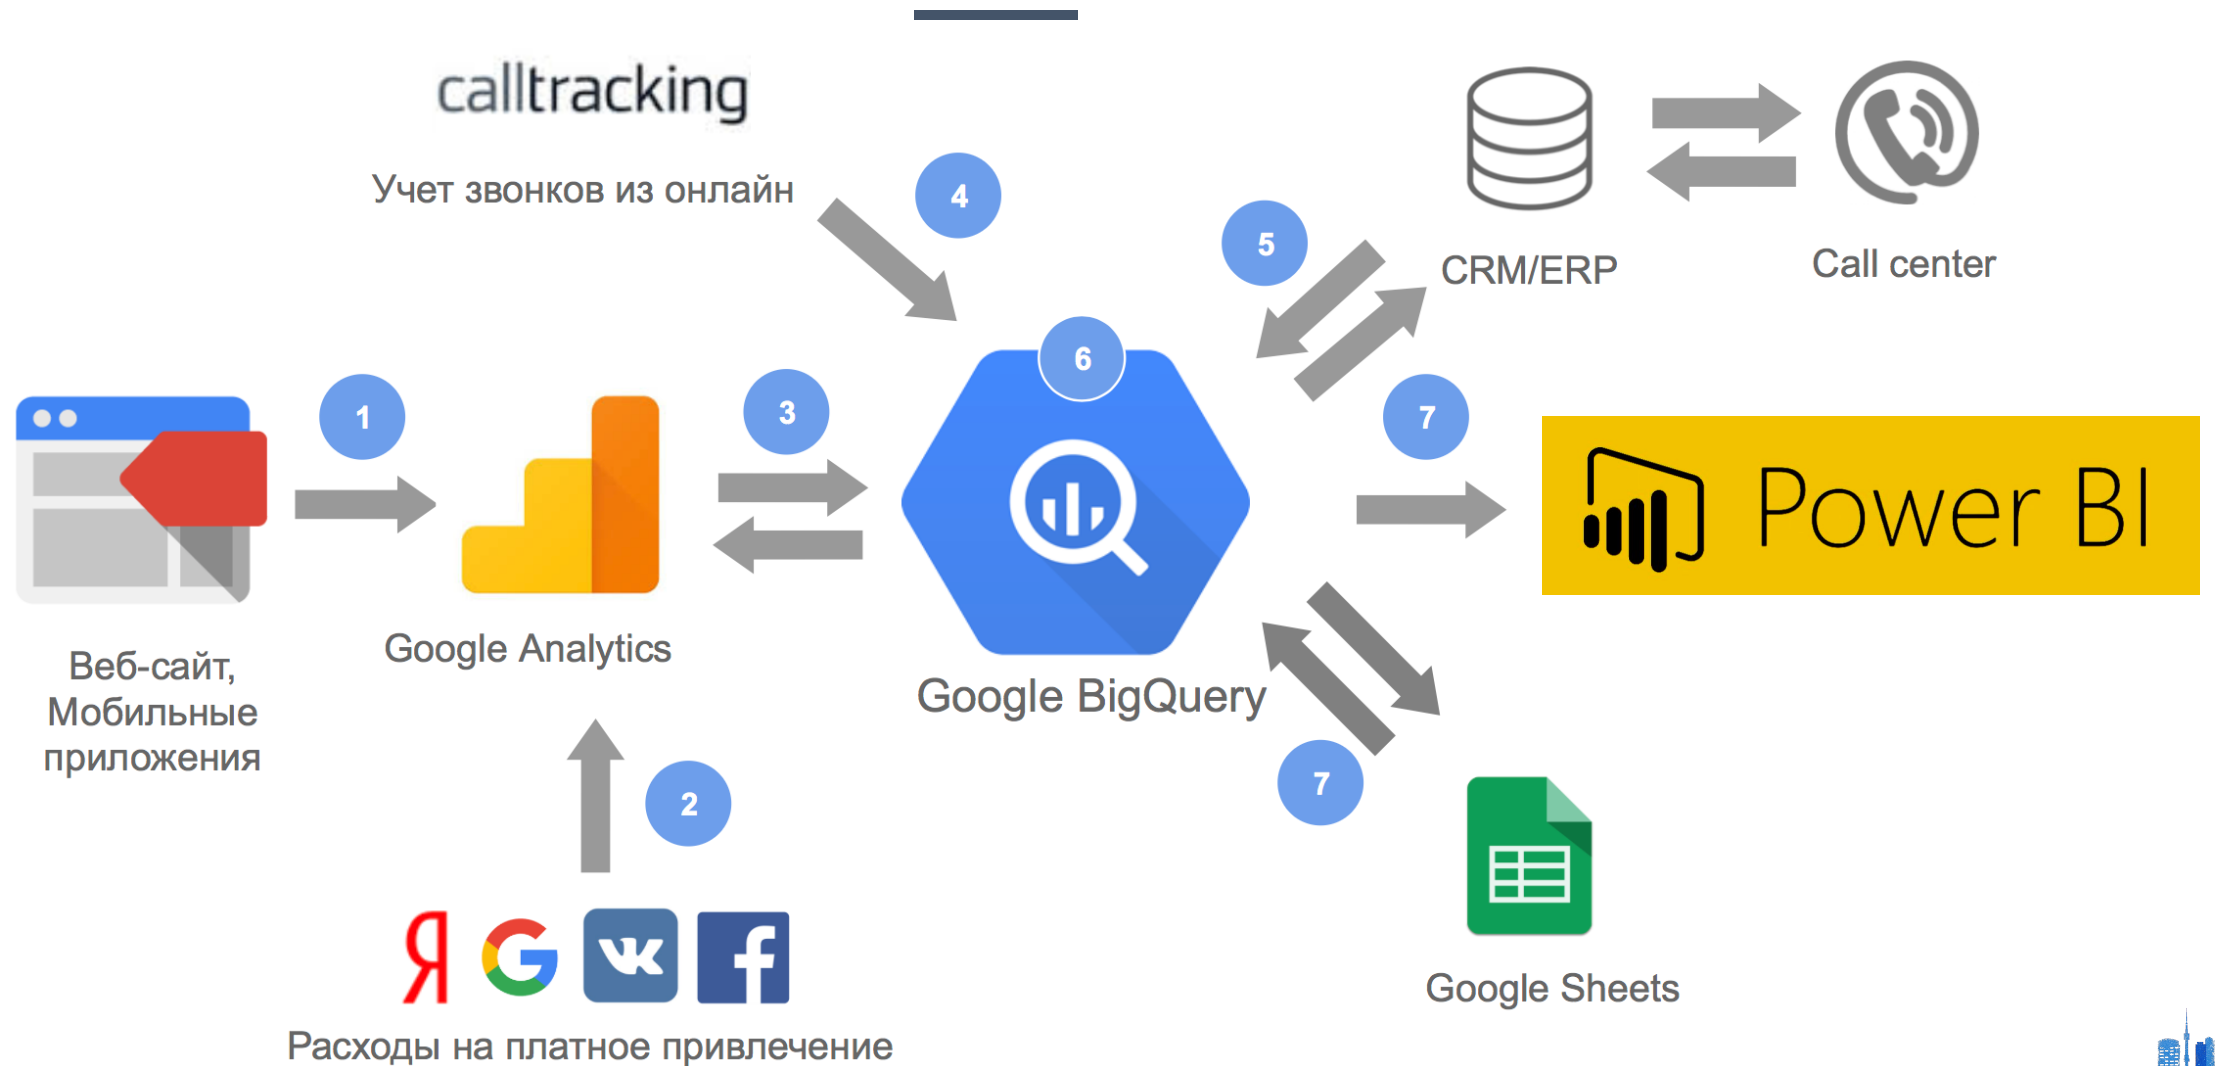 calltracking
Учет звонков из онлайн
4
5
CRM/ERP
Call center
6
1
3
7
Power BI
Google Analytics
Веб-сайт,
Мобильные
приложения
Google BigQuery
2
7
Я G VK f
Google Sheets
Расходы на платное привлечение